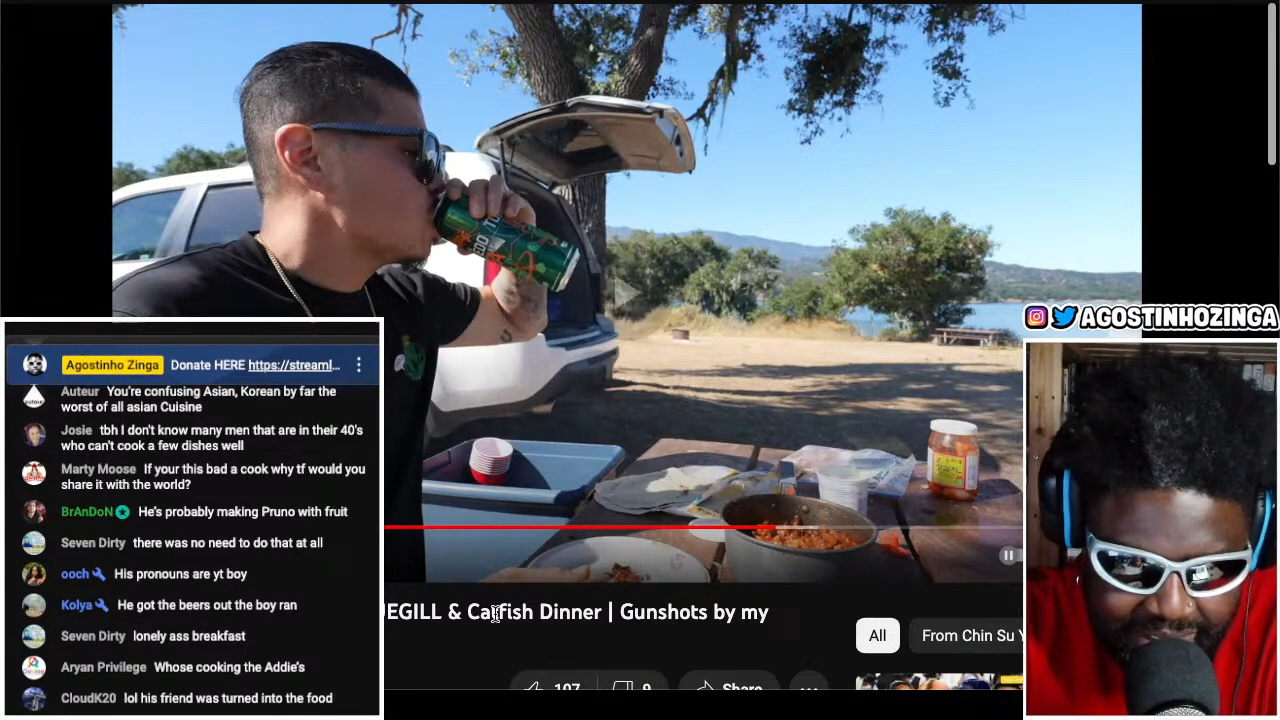 AGOSTINHOZINGA
Agostinho Zinga Donate HERE https://streaml...
Auteur You're confusing Asian, Korean by far the
worst of all asian Cuisine
Josie tbh I don't know many men that are in their 40's
who can't cook a few dishes well
Marty Moose If your this bad a cook why tf would you
share it with the world?
BrAnDoN He's probably making Pruno with fruit
Seven Dirty there was no need to do that at all
ooch His pronouns are yt boy
Kolya He got the beers out the boy ran
Seven Dirty lonely ass breakfast
Aryan Privilege Whose cooking the Addie's
CloudK20 lol his friend was turned into the food
EGILL & Catfish Dinner | Gunshots by my
All
From Chin Su Y
107
9
Share